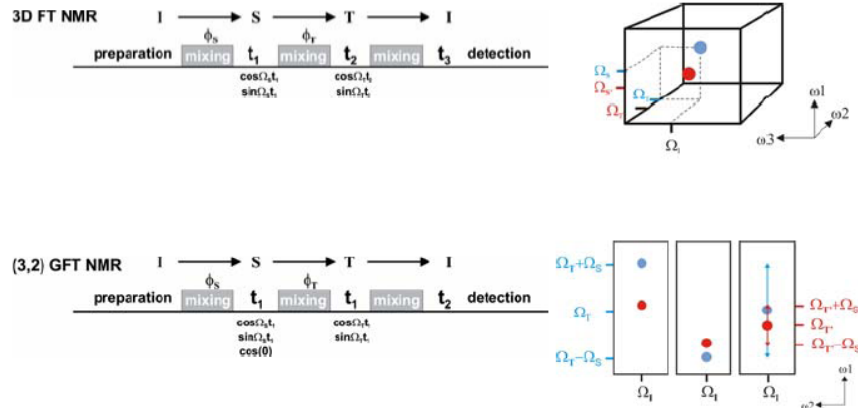 3D FT NMR
I S T I
ϕS ϕT
preparation mixing t1 mixing t2 mixing t3 detection
cosΩSt1 cosΩTt1
sinΩSt1 sinΩTt1
ΩS
ΩS'
ΩT
ΩT'
ΩI
ω1
ω2
ω3
(3,2) GFT NMR
I S T I
ϕS ϕT
preparation mixing t1 mixing t1 mixing t2 detection
cosΩSt1 cosΩTt1
sinΩSt1 sinΩTt1
cos(0)
ΩT+ΩS
ΩT
ΩT−ΩS
ΩT'+ΩS'
ΩT'
ΩT'−ΩS'
ΩI ΩI ΩI
ω1
ω2